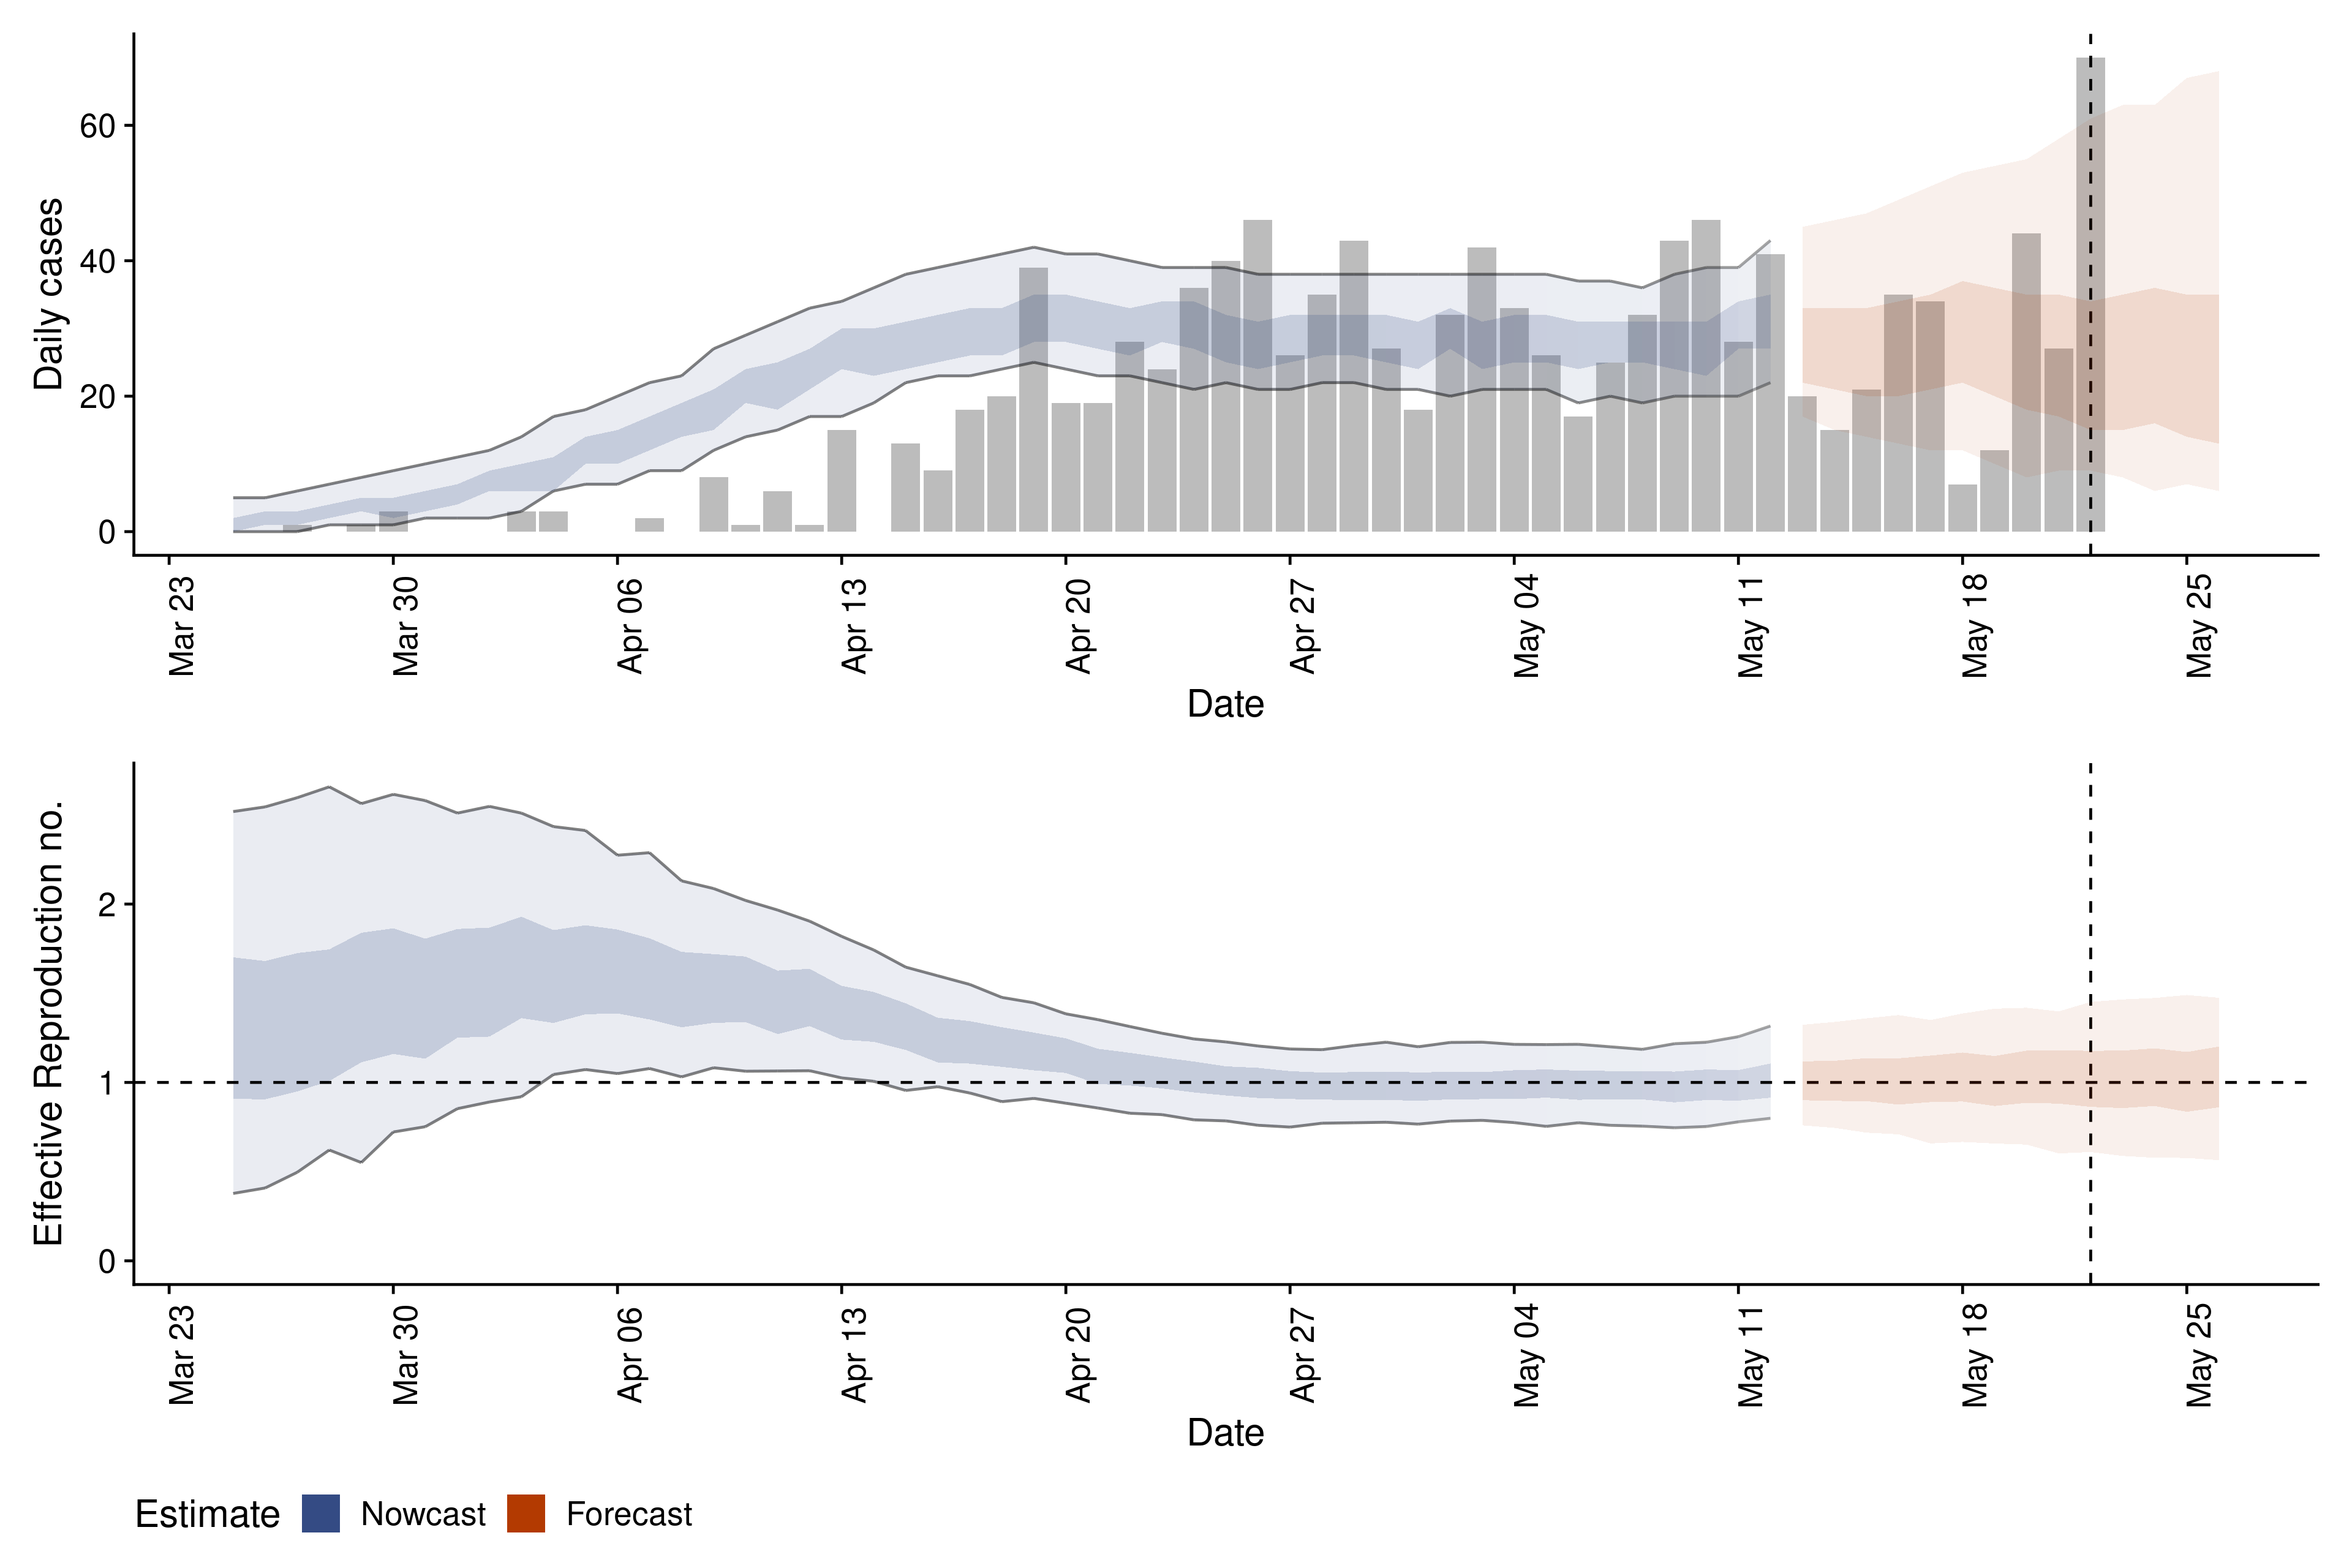 Daily cases
60
40
20
0
Mar 23
Mar 30
Apr 06
Apr 13
Apr 20
Apr 27
May 04
May 11
May 18
May 25
Date
Effective Reproduction no.
2
1
0
Mar 23
Mar 30
Apr 06
Apr 13
Apr 20
Apr 27
May 04
May 11
May 18
May 25
Date
Estimate Nowcast Forecast